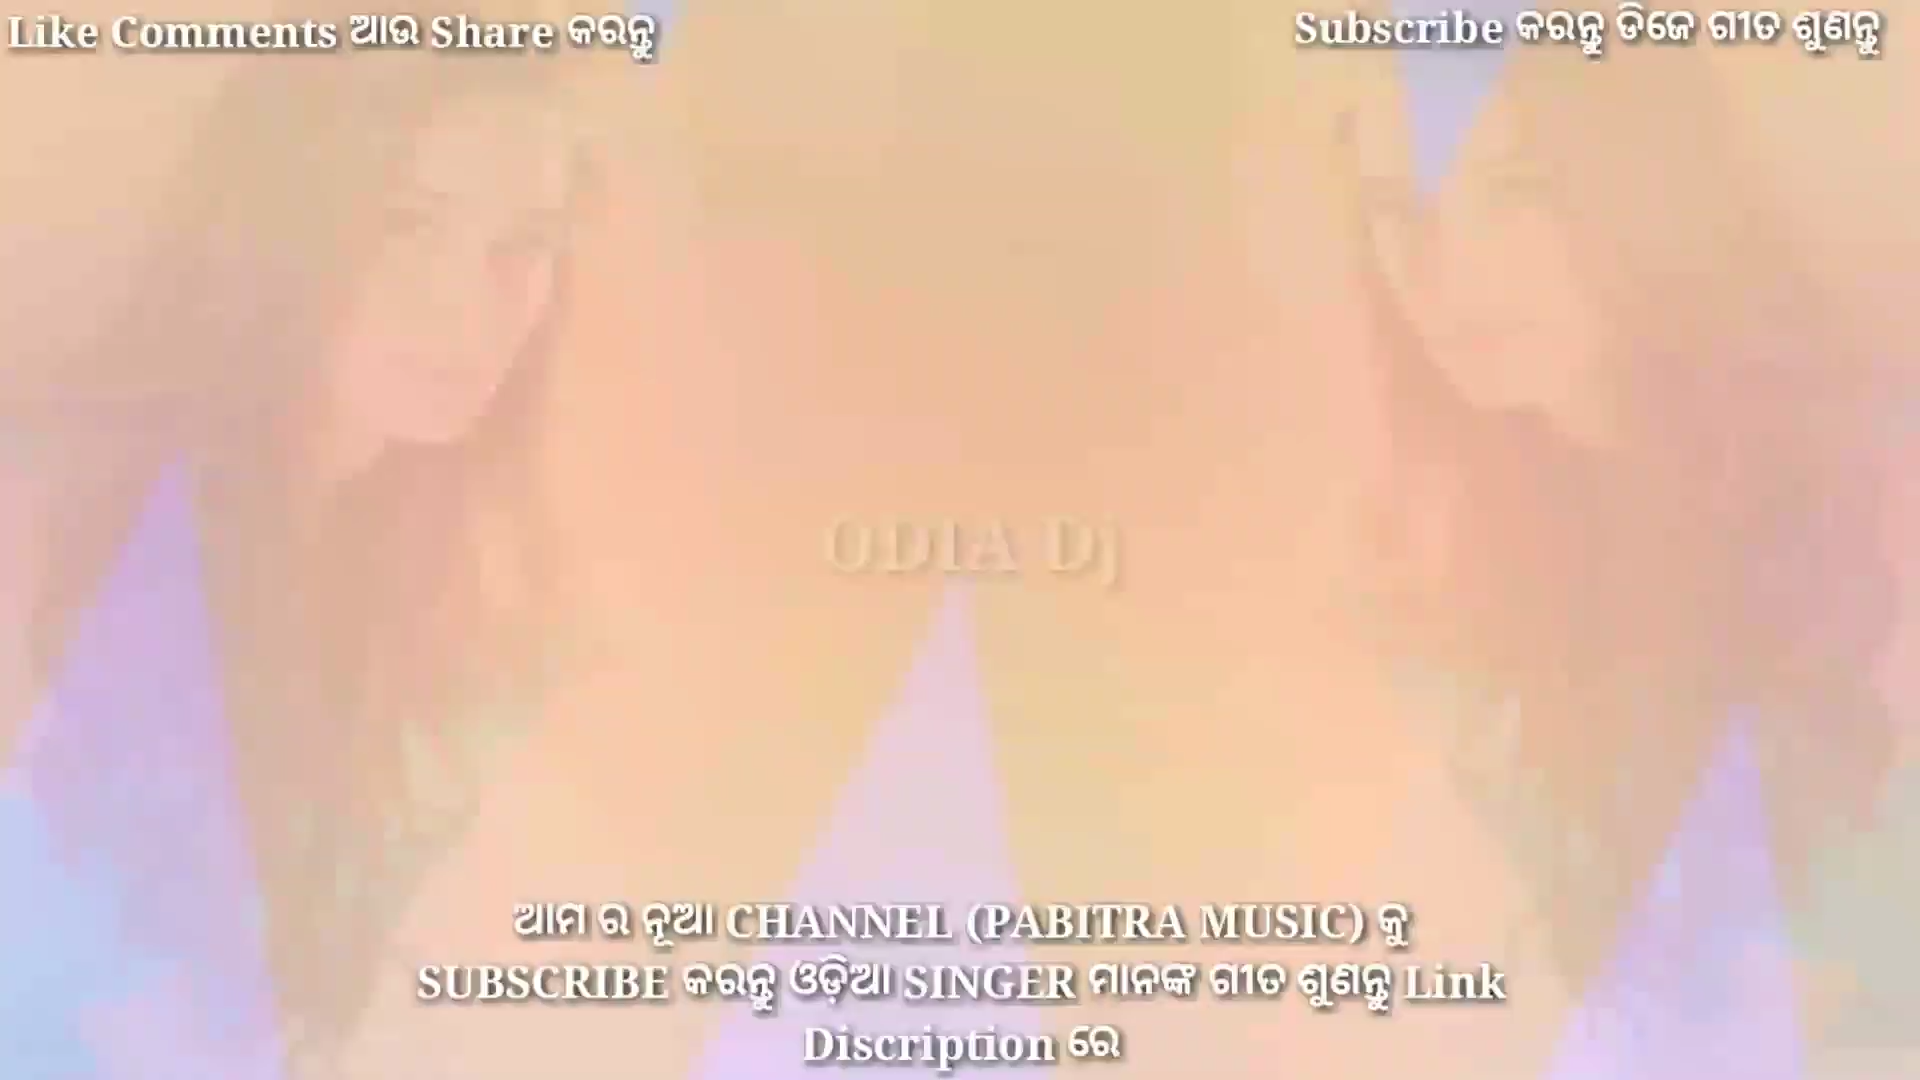 Like Comments ଆଉ Share କରନ୍ତୁ
Subscribe କରନ୍ତୁ ଡିଜେ ଗୀତ ଶୁଣନ୍ତୁ
ODIA Dj
ଆମ ର ନୂଆ CHANNEL (PABITRA MUSIC) କୁ
SUBSCRIBE କରନ୍ତୁ ଓଡ଼ିଆ SINGER ମାନଙ୍କ ଗୀତ ଶୁଣନ୍ତୁ Link
Discription ରେ